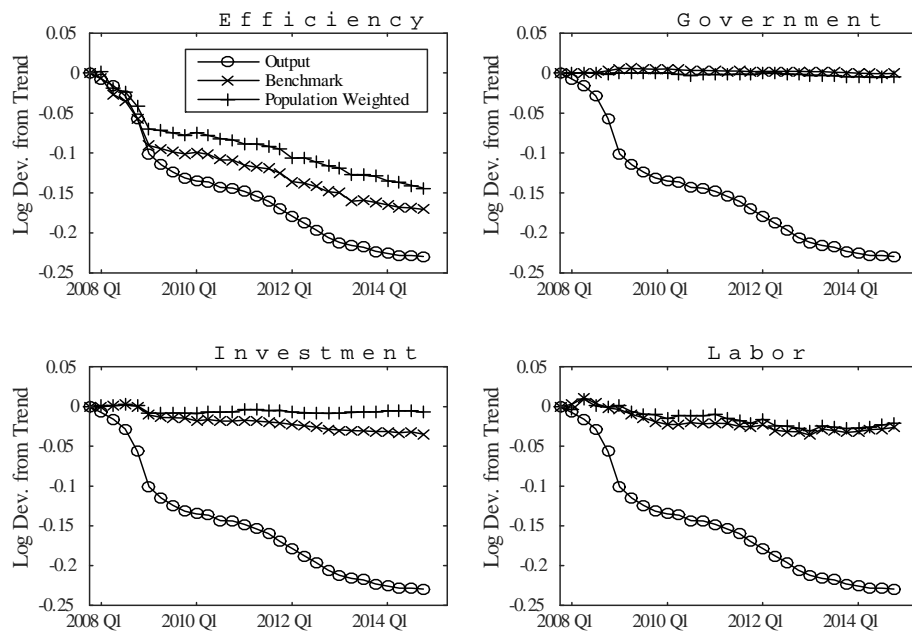 Efficiency
Log Dev. from Trend
0.05
0
-0.05
-0.1
-0.15
-0.2
-0.25
Output
Benchmark
Population Weighted
2008 Q1
2010 Q1
2012 Q1
2014 Q1
Government
Log Dev. from Trend
0.05
0
-0.05
-0.1
-0.15
-0.2
-0.25
2008 Q1
2010 Q1
2012 Q1
2014 Q1
Investment
Log Dev. from Trend
0.05
0
-0.05
-0.1
-0.15
-0.2
-0.25
2008 Q1
2010 Q1
2012 Q1
2014 Q1
Labor
Log Dev. from Trend
0.05
0
-0.05
-0.1
-0.15
-0.2
-0.25
2008 Q1
2010 Q1
2012 Q1
2014 Q1